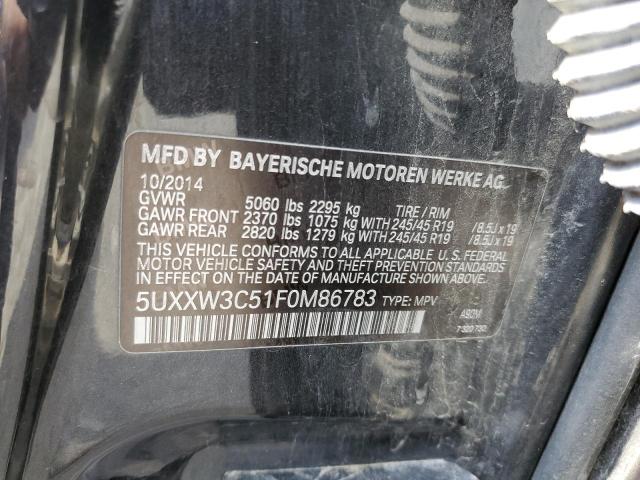 MFD BY BAYERISCHE MOTOREN WERKE AG
10/2014
GVWR 5060 lbs 2295 kg TIRE / RIM
GAWR FRONT 2370 lbs 1075 kg WITH 245/45 R19 /8.5J x 19
GAWR REAR 2820 lbs 1279 kg WITH 245/45 R19 /8.5J x 19
THIS VEHICLE CONFORMS TO ALL APPLICABLE U.S. FEDERAL
MOTOR VEHICLE SAFETY AND THEFT PREVENTION STANDARDS
IN EFFECT ON THE DATE OF MANUFACTURE SHOWN ABOVE.
5UXXW3C51F0M86783 TYPE: MPV